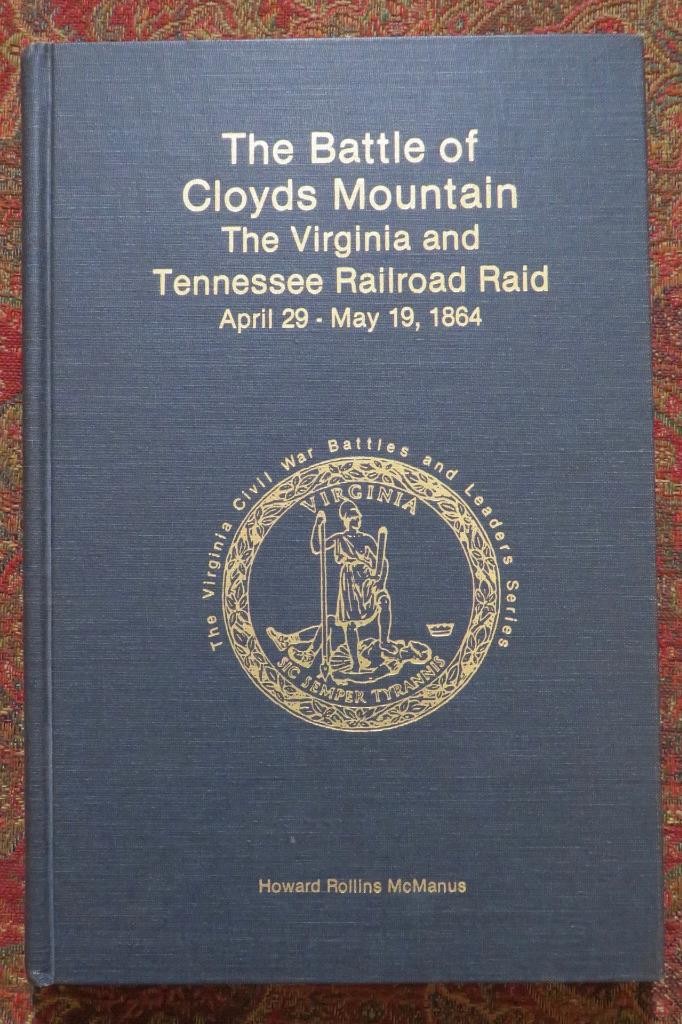 The Battle of
Cloyds Mountain
The Virginia and
Tennessee Railroad Raid
April 29 - May 19, 1864
The Virginia Civil War Battles and Leaders Series
VIRGINIA
SIC SEMPER TYRANNIS
Howard Rollins McManus